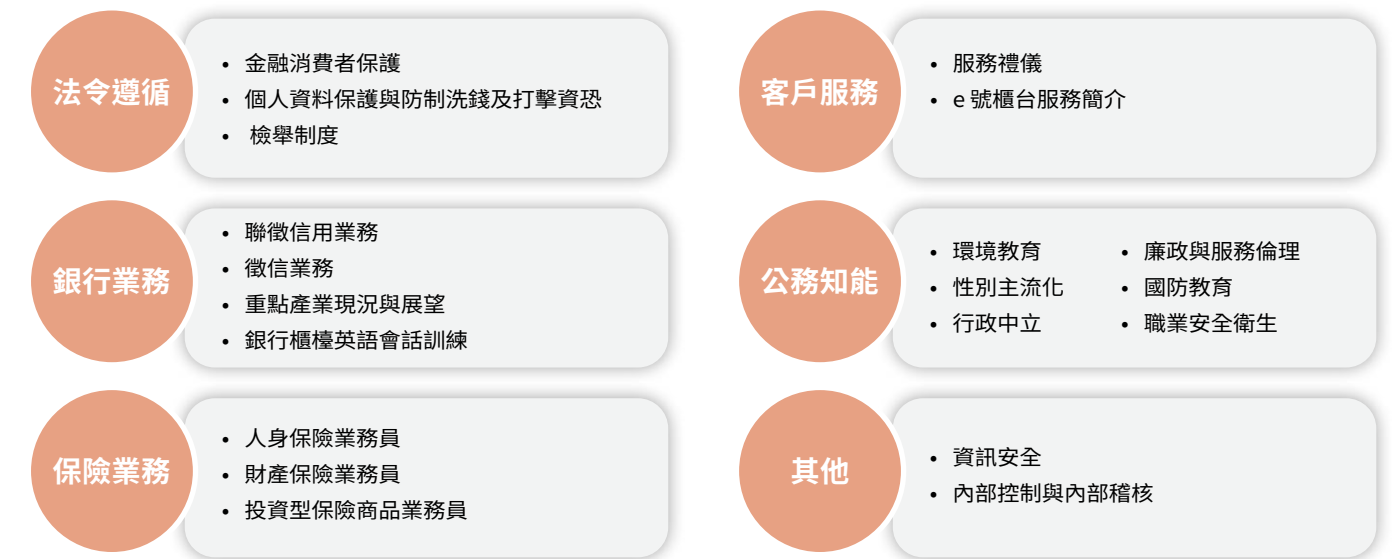 法令遵循
• 金融消費者保護
• 個人資料保護與防制洗錢及打擊資恐
• 檢舉制度
銀行業務
• 聯徵信用業務
• 徵信業務
• 重點產業現況與展望
• 銀行櫃檯英語會話訓練
保險業務
• 人身保險業務員
• 財產保險業務員
• 投資型保險商品業務員
客戶服務
• 服務禮儀
• e 號櫃台服務簡介
公務知能
• 環境教育
• 性別主流化
• 行政中立
• 廉政與服務倫理
• 國防教育
• 職業安全衛生
其他
• 資訊安全
• 內部控制與內部稽核